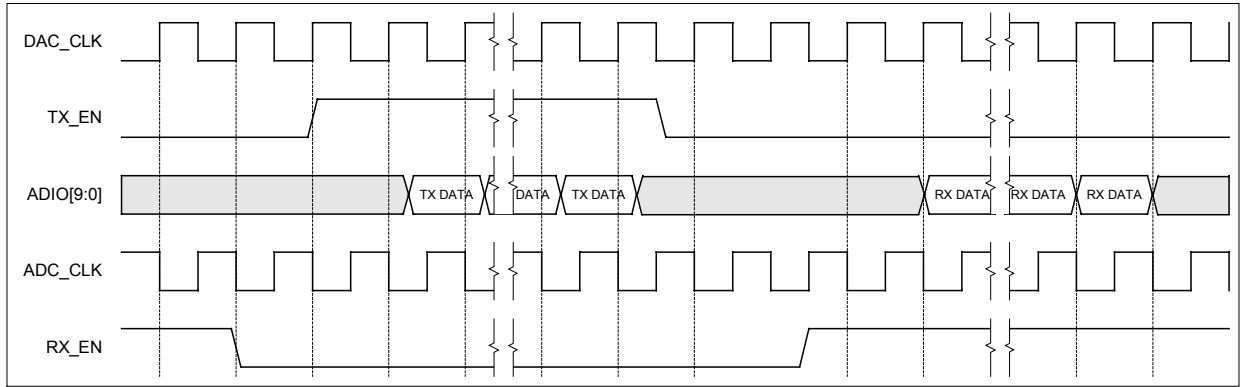 DAC_CLK
TX_EN
ADIO[9:0]
TX DATA
DATA
TX DATA
RX DATA
RX DATA
RX DATA
ADC_CLK
RX_EN